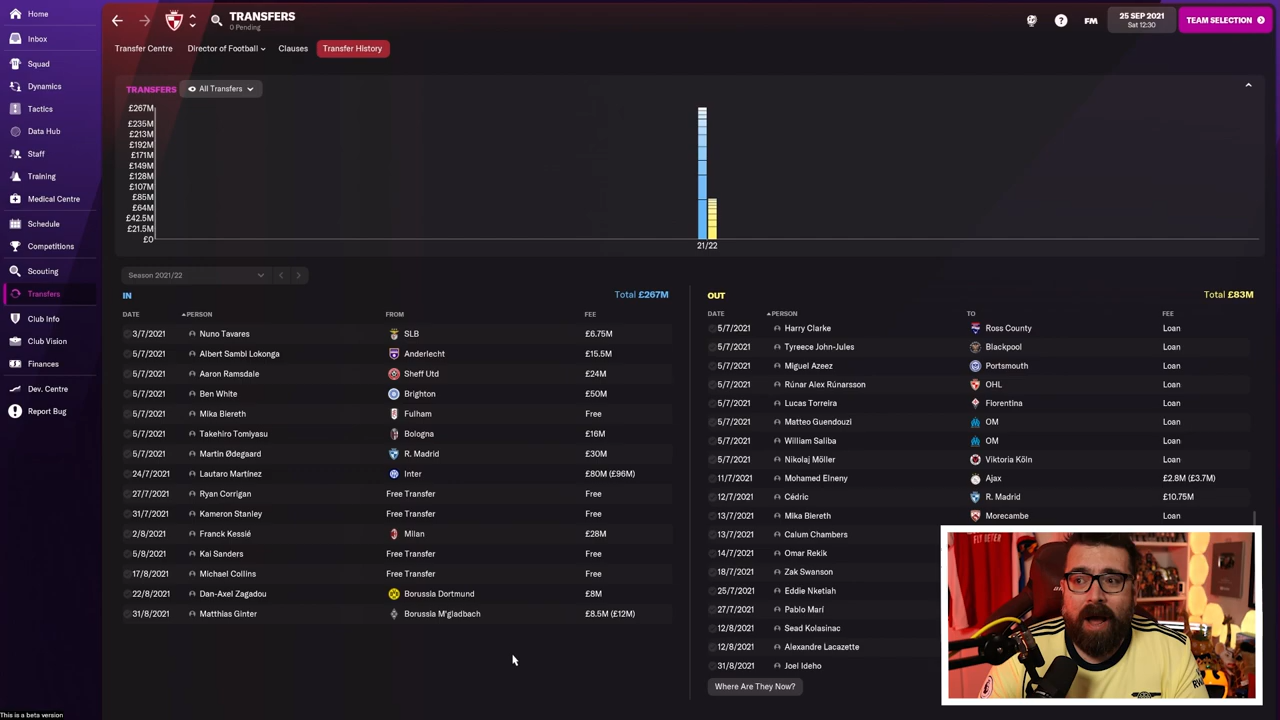 Home
TRANSFERS
0 Pending
FM
25 SEP 2021
Sat 12:30
TEAM SELECTION
Inbox
Transfer Centre
Director of Football
Clauses
Transfer History
Squad
Dynamics
Tactics
Data Hub
Staff
Training
Medical Centre
Schedule
Competitions
Scouting
Transfers
Club Info
Club Vision
Finances
Dev. Centre
Report Bug
TRANSFERS
All Transfers
£267M
£235M
£213M
£192M
£171M
£149M
£128M
£107M
£85M
£64M
£42.5M
£21.5M
£0
21/22
Season 2021/22
IN
Total £267M
DATE PERSON FROM FEE
3/7/2021 Nuno Tavares SLB £6.75M
5/7/2021 Albert Sambi Lokonga Anderlecht £15.5M
5/7/2021 Aaron Ramsdale Sheff Utd £24M
5/7/2021 Ben White Brighton £50M
5/7/2021 Mika Biereth Fulham Free
5/7/2021 Takehiro Tomiyasu Bologna £16M
5/7/2021 Martin Ødegaard R. Madrid £30M
24/7/2021 Lautaro Martínez Inter £80M (£96M)
27/7/2021 Ryan Corrigan Free Transfer Free
31/7/2021 Kameron Stanley Free Transfer Free
2/8/2021 Franck Kessié Milan £28M
5/8/2021 Kai Sanders Free Transfer Free
17/8/2021 Michael Collins Free Transfer Free
22/8/2021 Dan-Axel Zagadou Borussia Dortmund £8M
31/8/2021 Matthias Ginter Borussia M'gladbach £8.5M (£12M)
OUT
Total £83M
DATE PERSON TO FEE
5/7/2021 Harry Clarke Ross County Loan
5/7/2021 Tyreece John-Jules Blackpool Loan
5/7/2021 Miguel Azeez Portsmouth Loan
5/7/2021 Rúnar Alex Rúnarsson OHL Loan
5/7/2021 Lucas Torreira Fiorentina Loan
5/7/2021 Matteo Guendouzi OM Loan
5/7/2021 William Saliba OM Loan
5/7/2021 Nikolaj Möller Viktoria Köln Loan
11/7/2021 Mohamed Elneny Ajax £2.8M (£3.7M)
12/7/2021 Cédric R. Madrid £10.75M
13/7/2021 Mika Biereth Morecambe Loan
13/7/2021 Calum Chambers
14/7/2021 Omar Rekik
18/7/2021 Zak Swanson
25/7/2021 Eddie Nketiah
27/7/2021 Pablo Marí
12/8/2021 Sead Kolasinac
12/8/2021 Alexandre Lacazette
31/8/2021 Joel Ideho
Where Are They Now?
This is a beta version